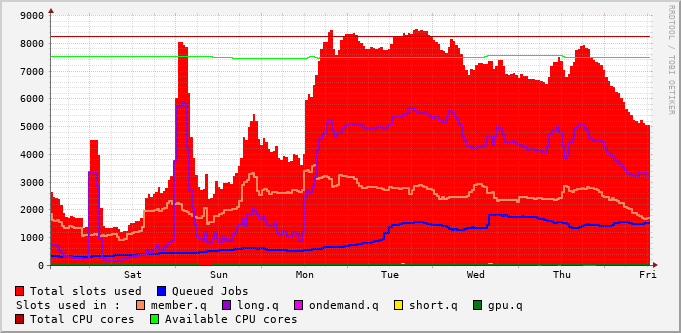 9000
8000
7000
6000
5000
4000
3000
2000
1000
0
Sat Sun Mon Tue Wed Thu Fri
RRDTOOL / TOBI OETIKER
Total slots used Queued Jobs
Slots used in : member.q long.q ondemand.q short.q gpu.q
Total CPU cores Available CPU cores